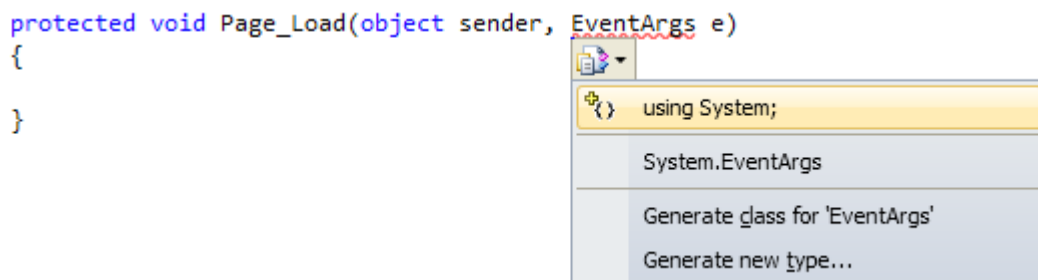 protected void Page_Load(object sender, EventArgs e)
{
}
using System;
System.EventArgs
Generate class for 'EventArgs'
Generate new type...